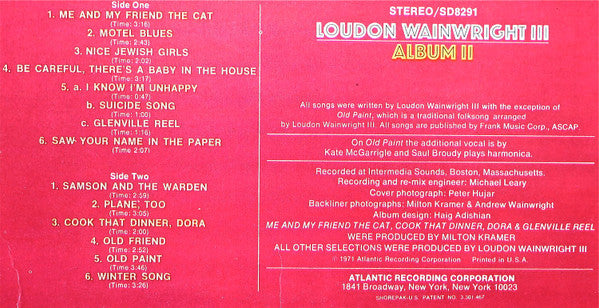 Side One
1. ME AND MY FRIEND THE CAT
(Time: 3:16)
2. MOTEL BLUES
(Time: 2:43)
3. NICE JEWISH GIRLS
(Time: 2:02)
4. BE CAREFUL, THERE'S A BABY IN THE HOUSE
(Time: 3:17)
5. a. I KNOW I'M UNHAPPY
(Time: 0:47)
b. SUICIDE SONG
(Time: 1:00)
c. GLENVILLE REEL
(Time: 1:16)
6. SAW YOUR NAME IN THE PAPER
(Time 2:07)
Side Two
1. SAMSON AND THE WARDEN
(Time: 2:59)
2. PLANE, TOO
(Time: 3:05)
3. COOK THAT DINNER, DORA
(Time: 2:00)
4. OLD FRIEND
(Time: 2:52)
5. OLD PAINT
(Time 3:46)
6. WINTER SONG
(Time: 3:26)
STEREO/SD8291
LOUDON WAINWRIGHT III
ALBUM II
All songs were written by Loudon Wainwright III with the exception of
Old Paint, which is a traditional folksong arranged
by Loudon Wainwright III. All songs are published by Frank Music Corp., ASCAP.
On Old Paint the additional vocal is by
Kate McGarrigle and Saul Broudy plays harmonica.
Recorded at Intermedia Sounds, Boston, Massachusetts.
Recording and re-mix engineer: Michael Leary
Cover photograph: Peter Hujar
Backliner photographs: Milton Kramer & Andrew Wainwright
Album design: Haig Adishian
ME AND MY FRIEND THE CAT, COOK THAT DINNER, DORA & GLENVILLE REEL
WERE PRODUCED BY MILTON KRAMER
ALL OTHER SELECTIONS WERE PRODUCED BY LOUDON WAINWRIGHT III
© 1971 Atlantic Recording Corporation Printed in U.S.A.
ATLANTIC RECORDING CORPORATION
1841 Broadway, New York, New York 10023
SHOREPAK-U.S. PATENT NO. 3.301.467